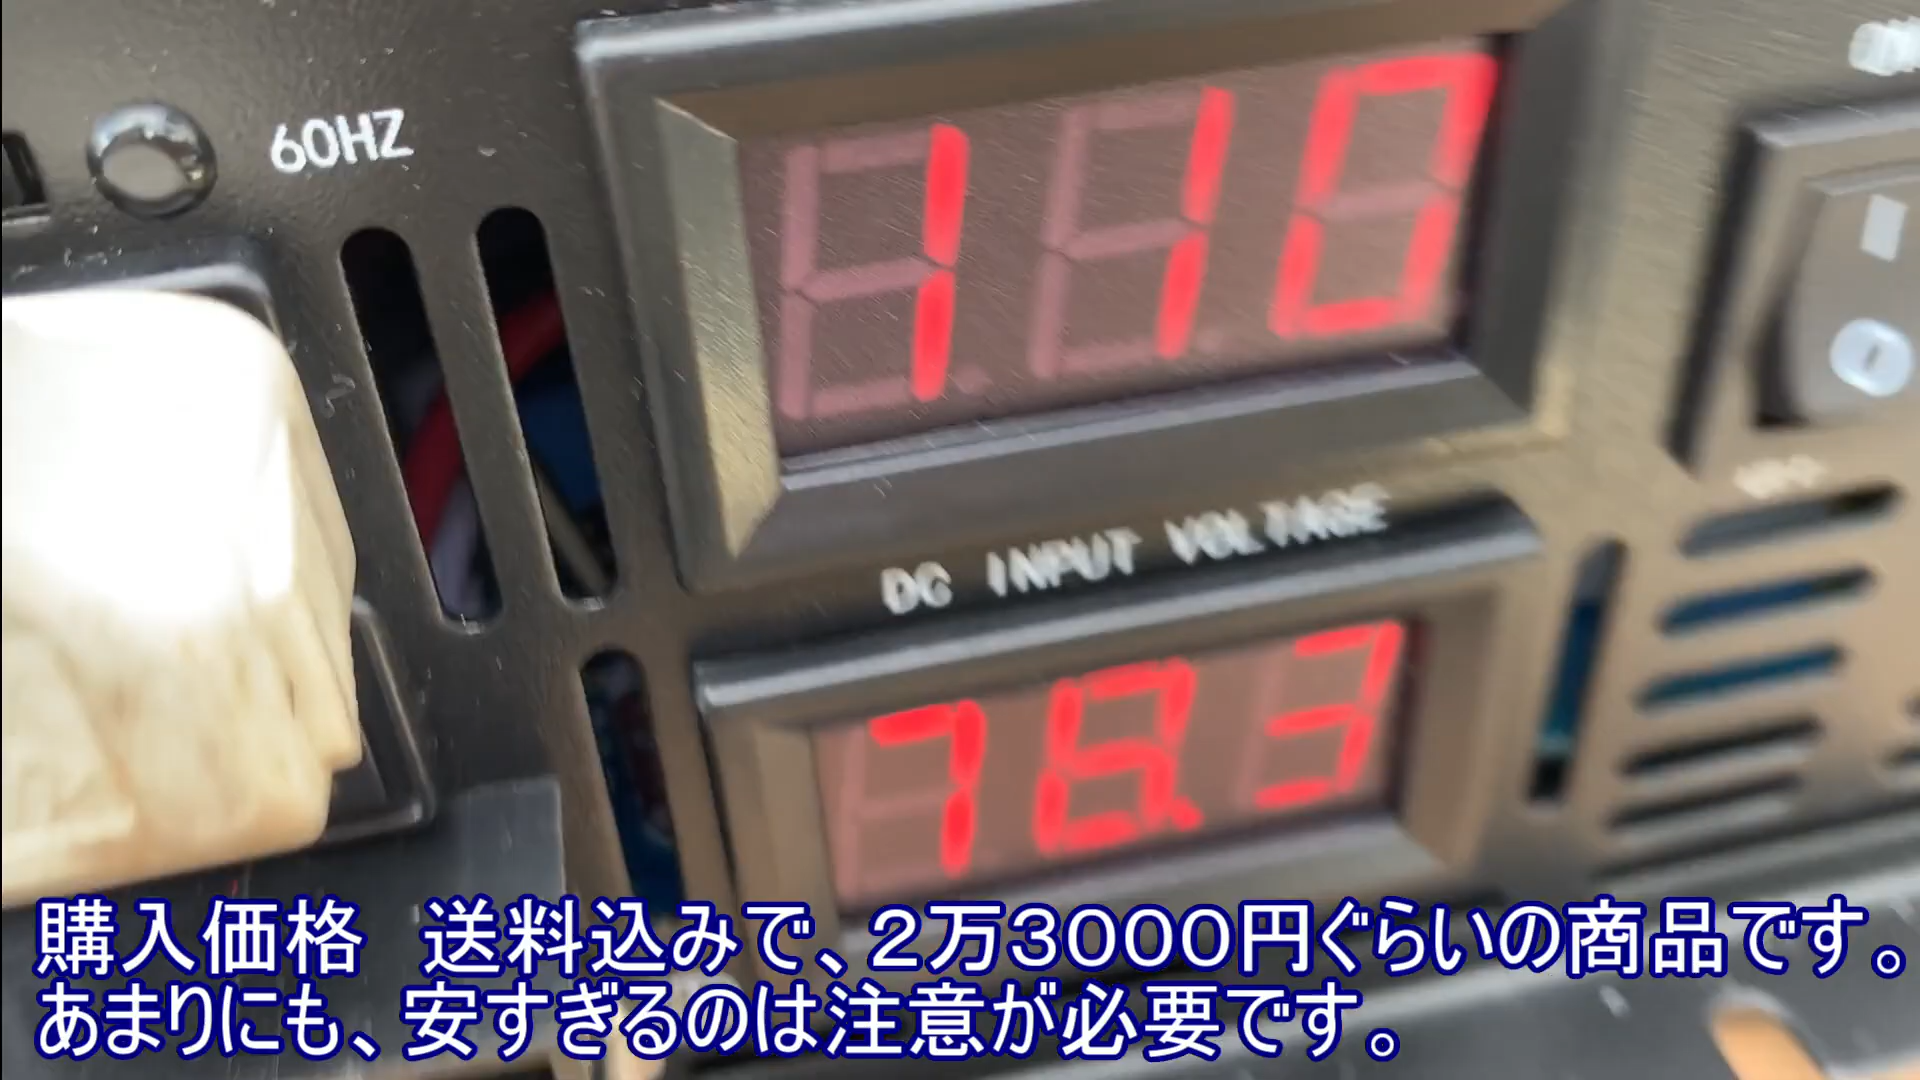 60HZ
110
DC INPUT VOLTAGE
78.3
購入価格　送料込みで、２万３０００円ぐらいの商品です。
あまりにも、安すぎるのは注意が必要です。